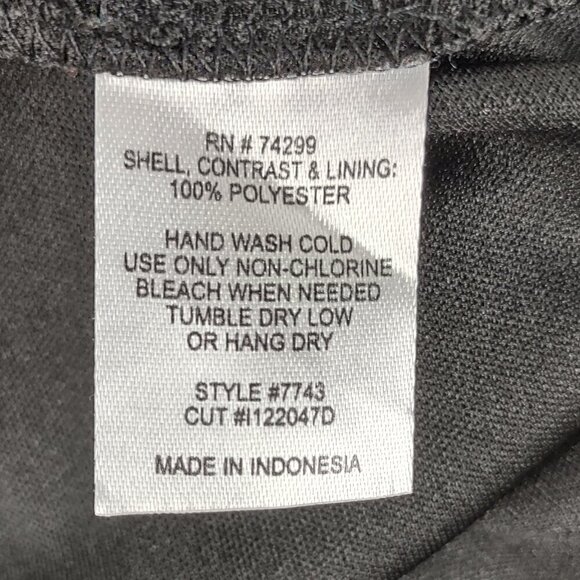 RN # 74299
SHELL, CONTRAST & LINING:
100% POLYESTER
HAND WASH COLD
USE ONLY NON-CHLORINE
BLEACH WHEN NEEDED
TUMBLE DRY LOW
OR HANG DRY
STYLE #7743
CUT #I122047D
MADE IN INDONESIA